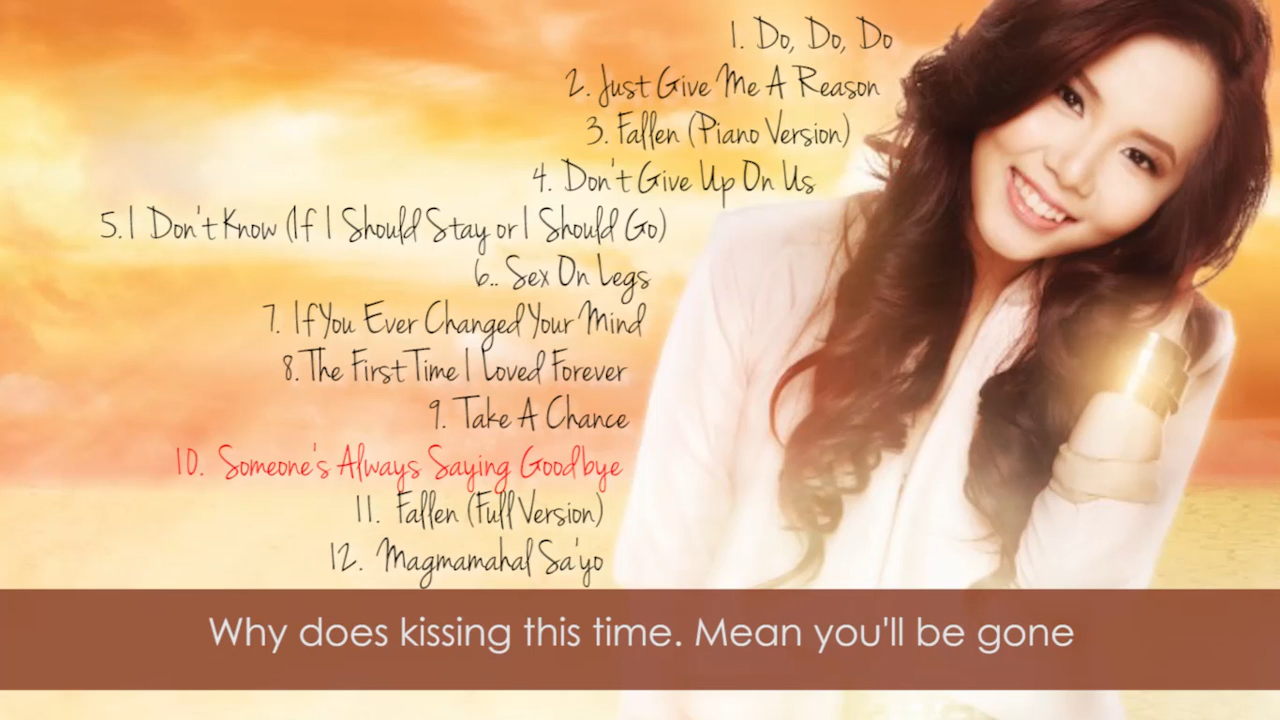 1. Do, Do, Do
2. Just Give Me A Reason
3. Fallen (Piano Version)
4. Don't Give Up On Us
5. I Don't Know (If I Should Stay or I Should Go)
6.. Sex On Legs
7. If You Ever Changed Your Mind
8. The First Time I Loved Forever
9. Take A Chance
10. Someone's Always Saying Goodbye
11. Fallen (Full Version)
12. Magmamahal Sa'yo
Why does kissing this time. Mean you'll be gone